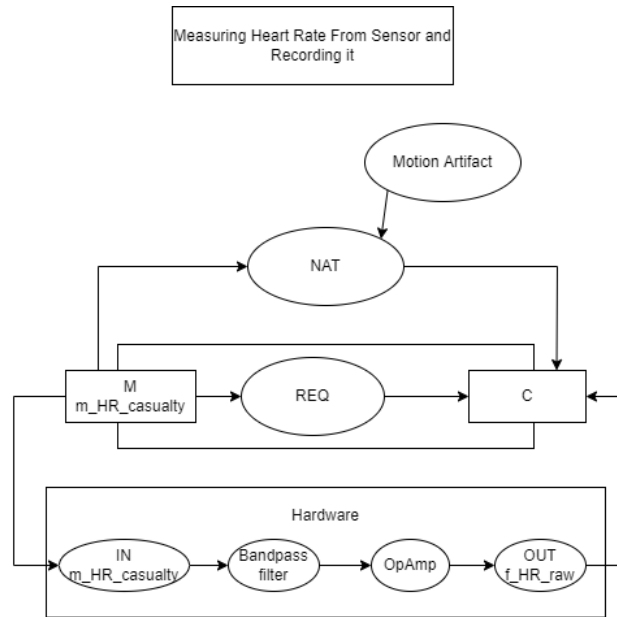 Measuring Heart Rate From Sensor and
Recording it
Motion Artifact
NAT
M
m_HR_casualty
REQ
C
Hardware
IN
m_HR_casualty
Bandpass
filter
OpAmp
OUT
f_HR_raw